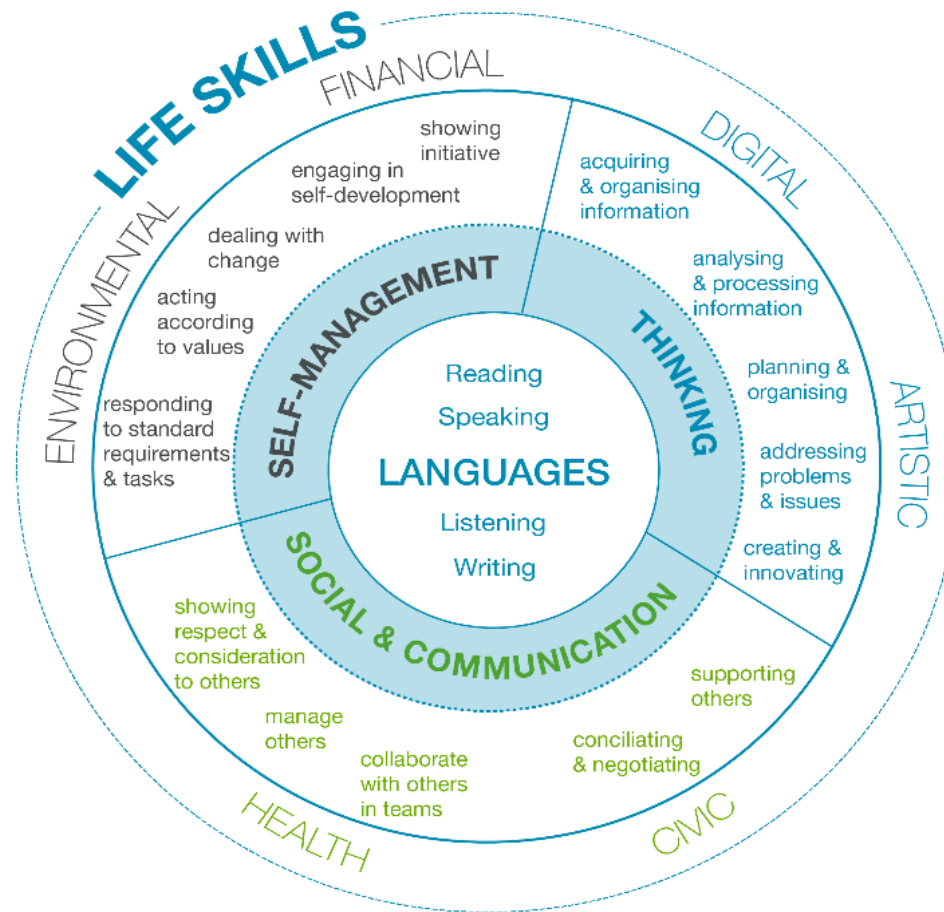 LIFE SKILLS
FINANCIAL
DIGITAL
ARTISTIC
CIVIC
HEALTH
ENVIRONMENTAL
SELF-MANAGEMENT
showing
initiative
engaging in
self-development
dealing with
change
acting
according
to values
responding
to standard
requirements
& tasks
THINKING
acquiring
& organising
information
analysing
& processing
information
planning &
organising
addressing
problems
& issues
creating &
innovating
SOCIAL & COMMUNICATION
supporting
others
conciliating
& negotiating
collaborate
with others
in teams
manage
others
showing
respect &
consideration
to others
Reading
Speaking
LANGUAGES
Listening
Writing